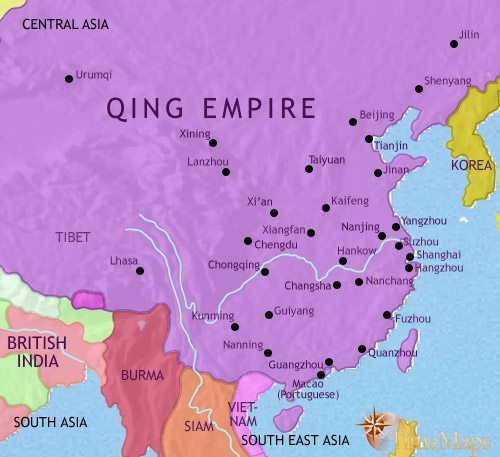 CENTRAL ASIA
Jilin
Urumqi
Shenyang
QING EMPIRE
Beijing
Xining
Tianjin
Lanzhou
Taiyuan
Jinan
KOREA
Xi'an
Kaifeng
Yangzhou
TIBET
Xiangfan
Nanjing
Suzhou
Chengdu
Hankow
Shanghai
Lhasa
Chongqing
Hangzhou
Changsha
Nanchang
Kunming
Guiyang
Fuzhou
BRITISH
INDIA
Nanning
Quanzhou
Guangzhou
BURMA
Macao
(Portuguese)
SOUTH ASIA
SIAM
VIET-
NAM
SOUTH EAST ASIA
TimeMaps